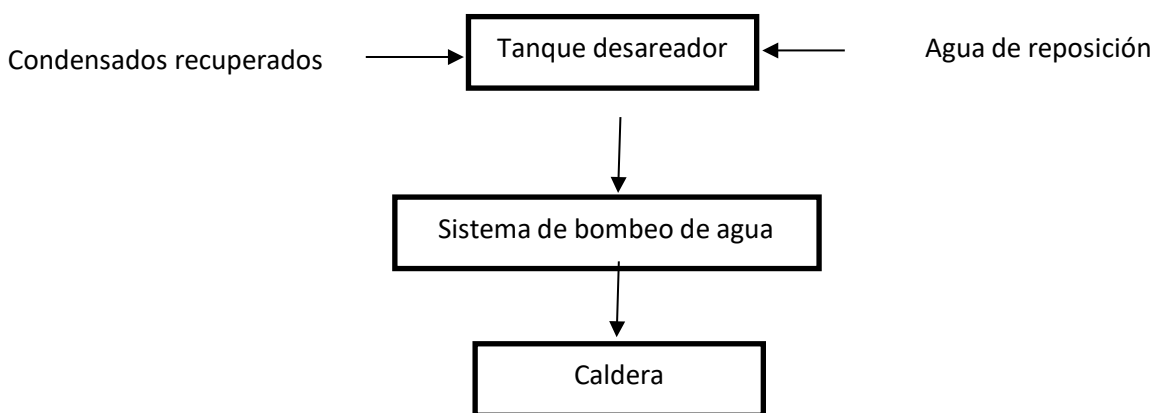 Condensados recuperados
Tanque desareador
Agua de reposición
Sistema de bombeo de agua
Caldera